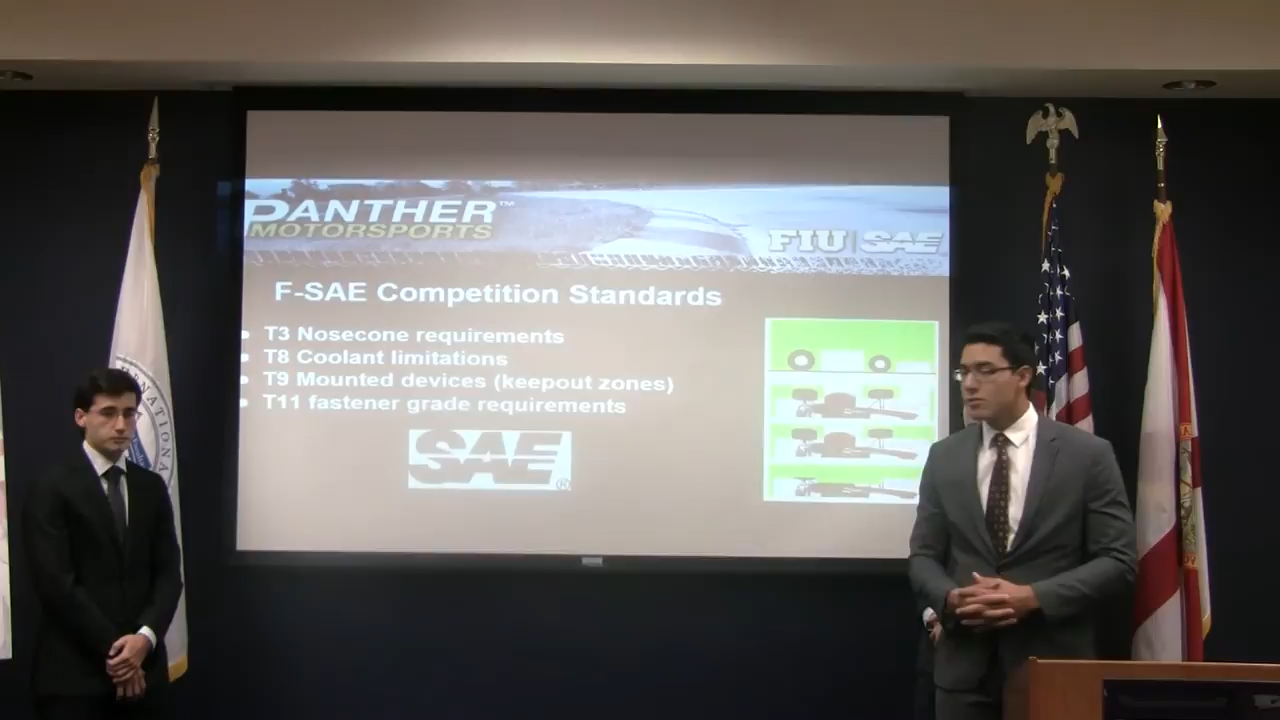 PANTHER™
MOTORSPORTS
FIU | SAE
F-SAE Competition Standards
• T3 Nosecone requirements
• T8 Coolant limitations
• T9 Mounted devices (keepout zones)
• T11 fastener grade requirements
SAE®